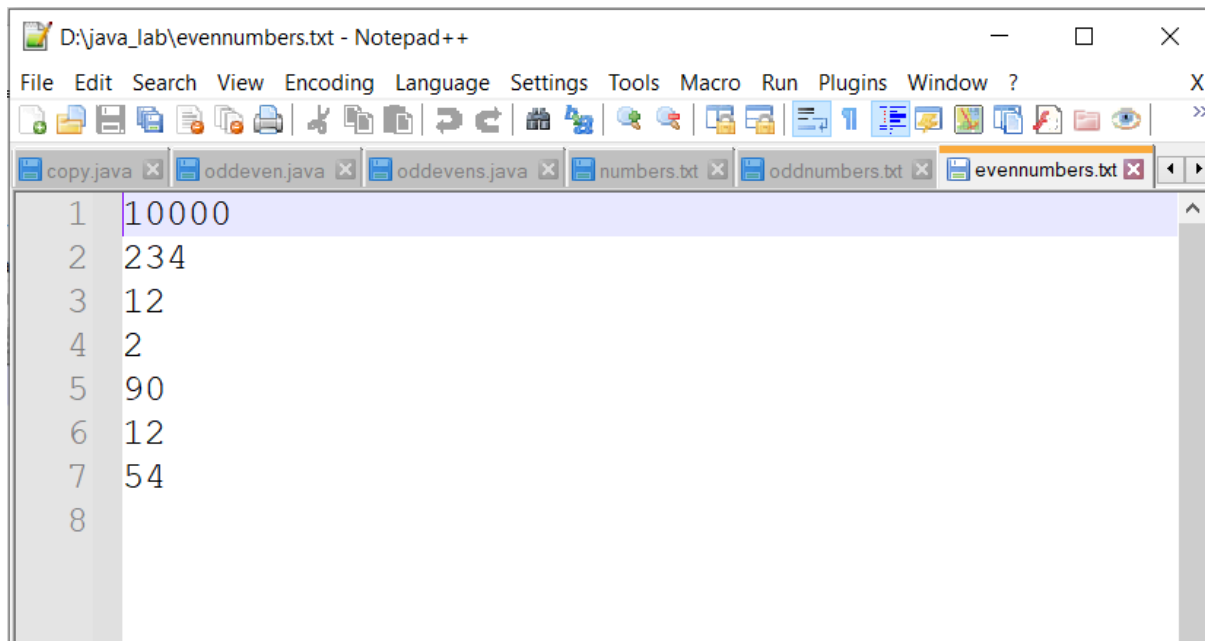 D:\java_lab\evennumbers.txt - Notepad++
File Edit Search View Encoding Language Settings Tools Macro Run Plugins Window ? X
copy.java oddeven.java oddevens.java numbers.txt oddnumbers.txt evennumbers.txt
1 10000
2 234
3 12
4 2
5 90
6 12
7 54
8